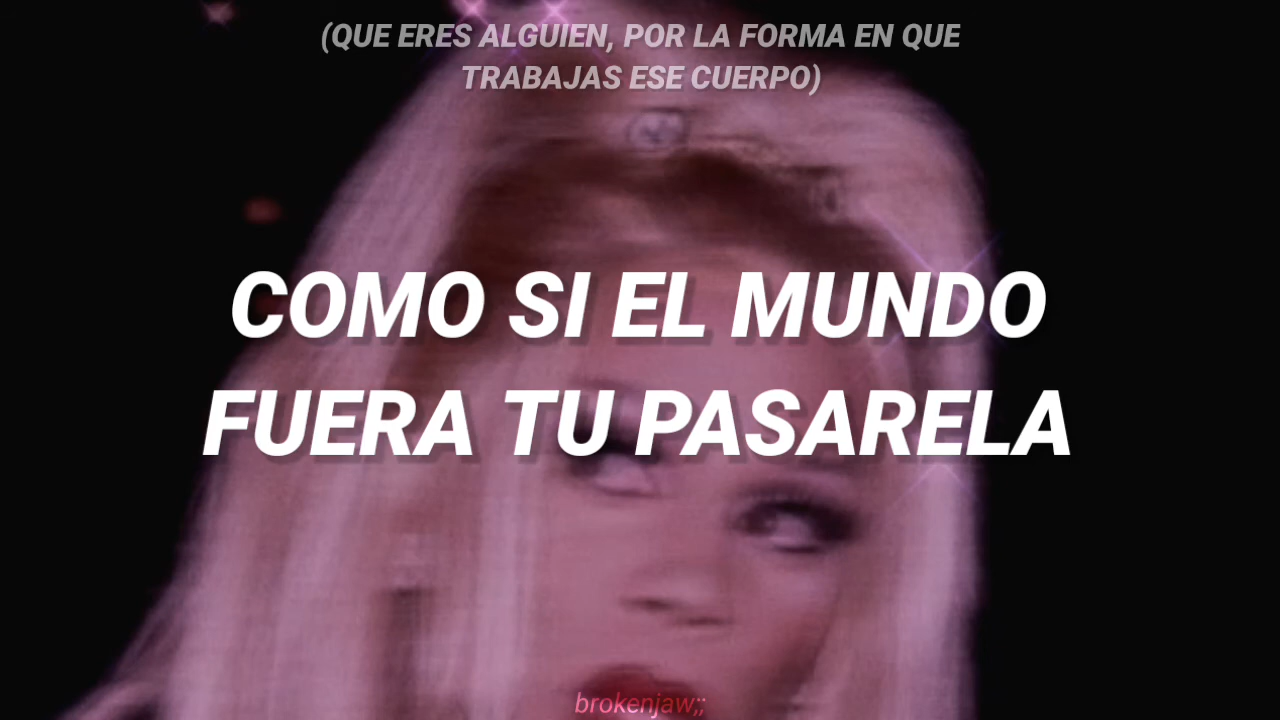 (QUE ERES ALGUIEN, POR LA FORMA EN QUE
TRABAJAS ESE CUERPO)
COMO SI EL MUNDO
FUERA TU PASARELA
brokenjaw;;